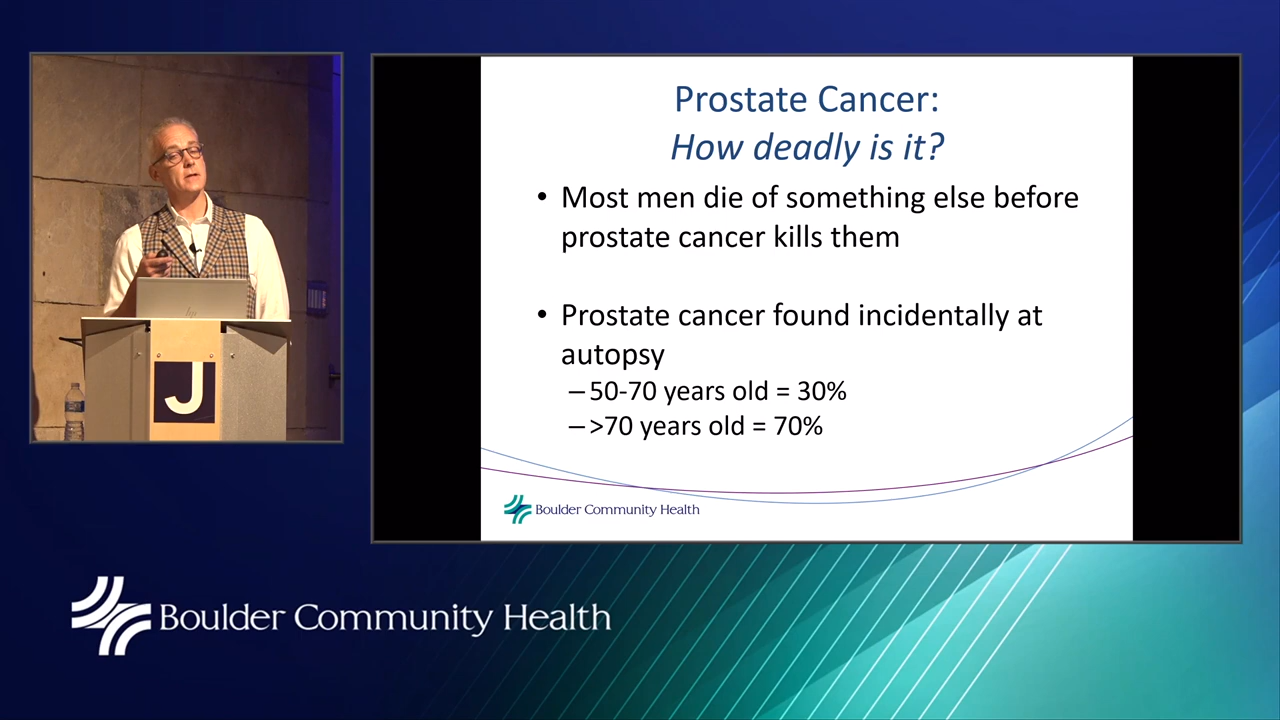 Prostate Cancer:
How deadly is it?
• Most men die of something else before
prostate cancer kills them
• Prostate cancer found incidentally at
autopsy
–50-70 years old = 30%
–>70 years old = 70%
Boulder Community Health
J
Boulder Community Health